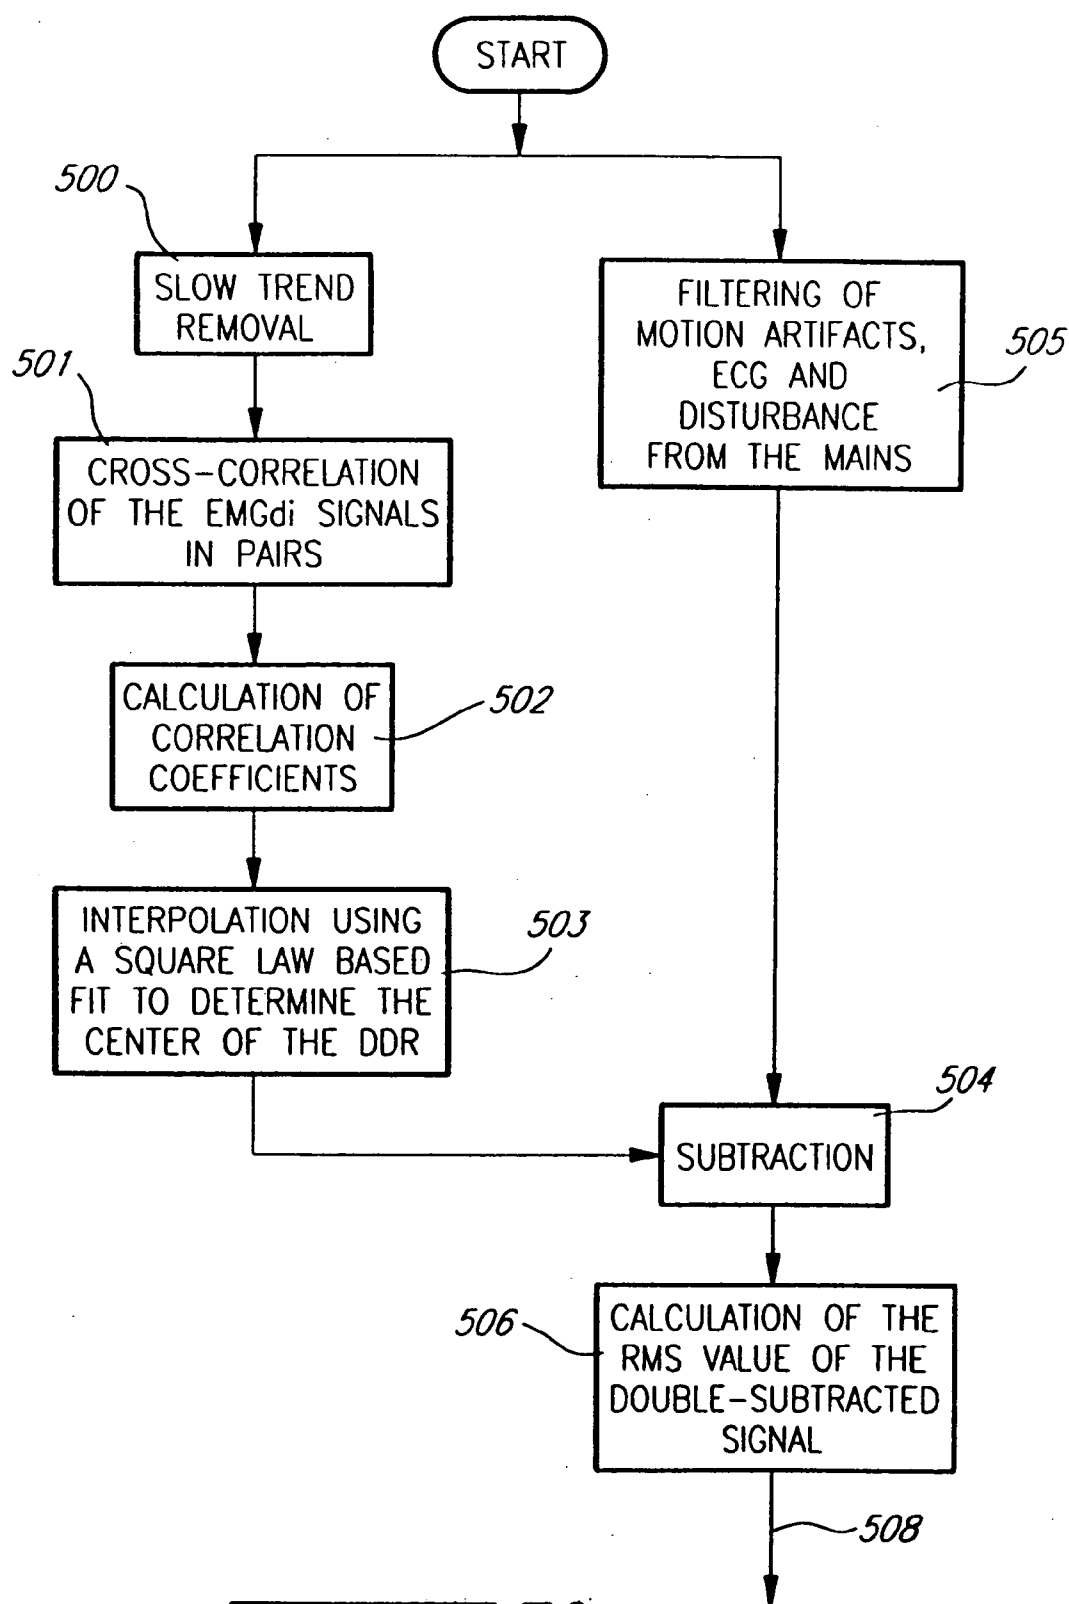 START
500
SLOW TREND
REMOVAL
501
CROSS-CORRELATION
OF THE EMGdi SIGNALS
IN PAIRS
CALCULATION OF
CORRELATION
COEFFICIENTS
502
INTERPOLATION USING
A SQUARE LAW BASED
FIT TO DETERMINE THE
CENTER OF THE DDR
503
FILTERING OF
MOTION ARTIFACTS,
ECG AND
DISTURBANCE
FROM THE MAINS
505
504
SUBTRACTION
506
CALCULATION OF THE
RMS VALUE OF THE
DOUBLE-SUBTRACTED
SIGNAL
508